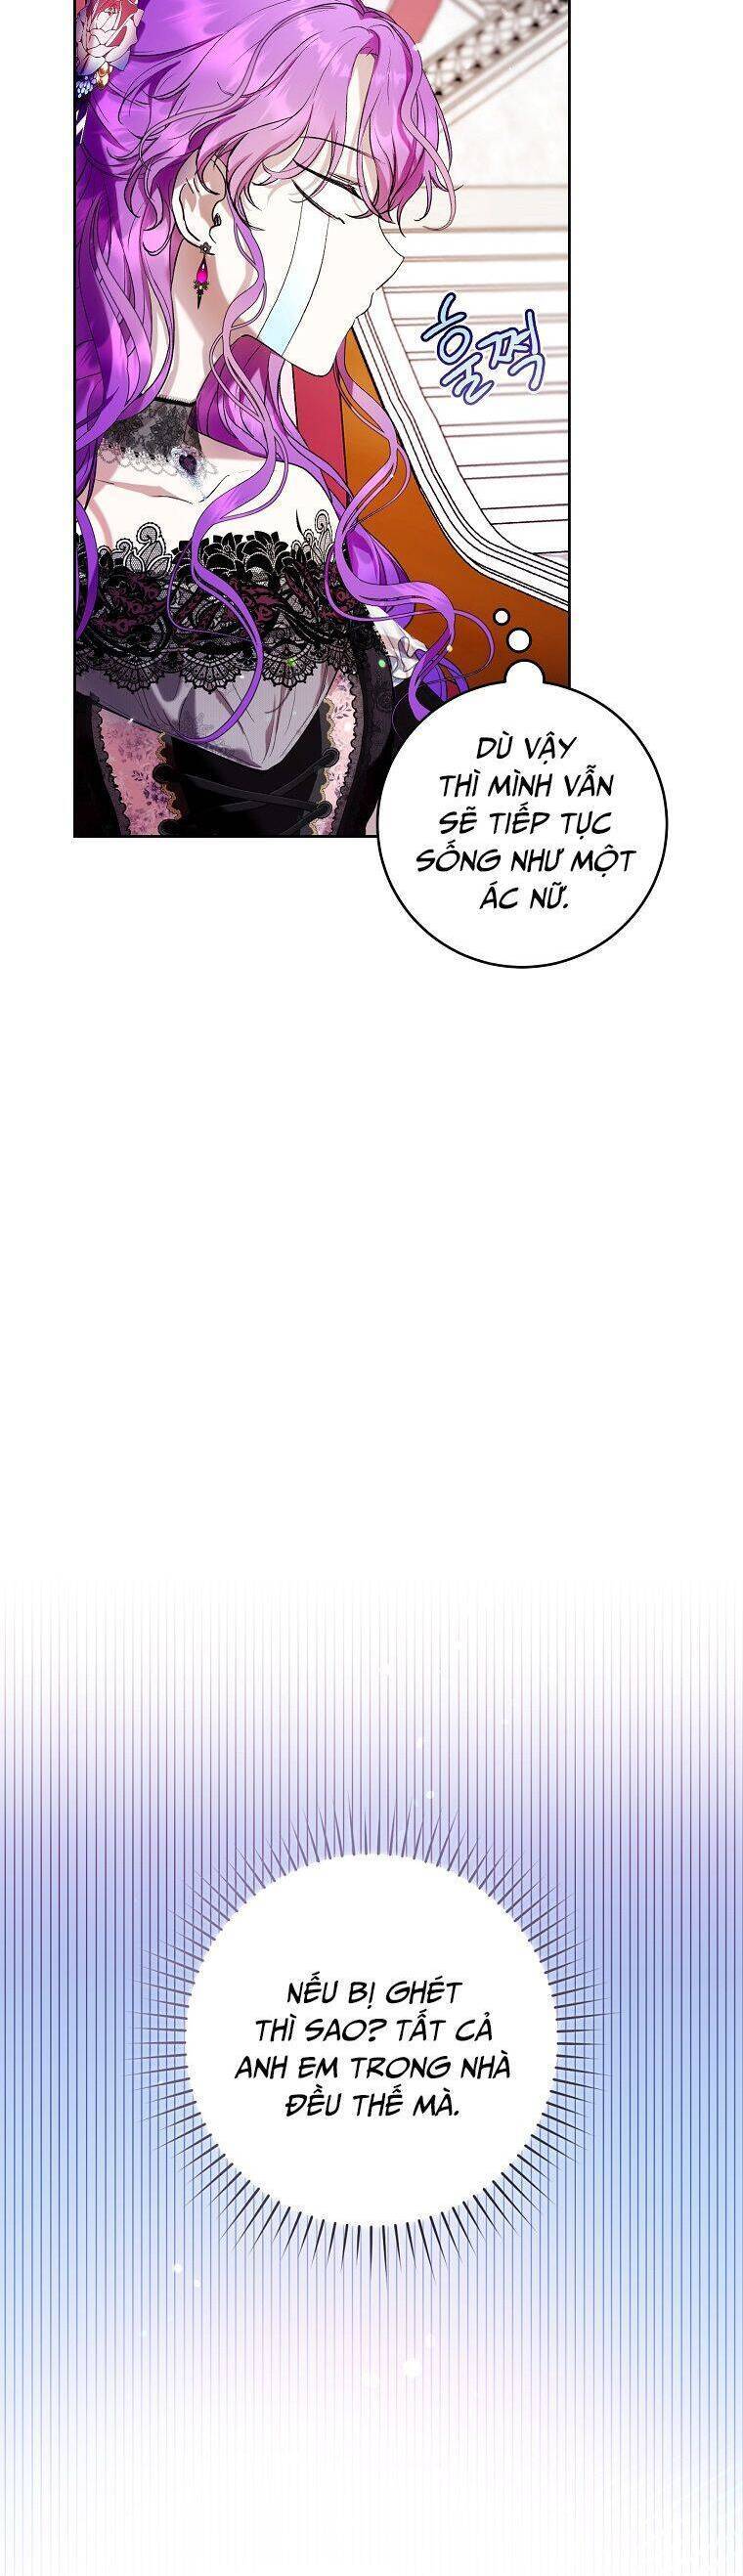 훌쩍
DÙ VẬY
THÌ MÌNH VẪN
SẼ TIẾP TỤC
SỐNG NHƯ MỘT
ÁC NỮ.
NẾU BỊ GHÉT
THÌ SAO? TẤT CẢ
ANH EM TRONG NHÀ
ĐỀU THẾ MÀ.